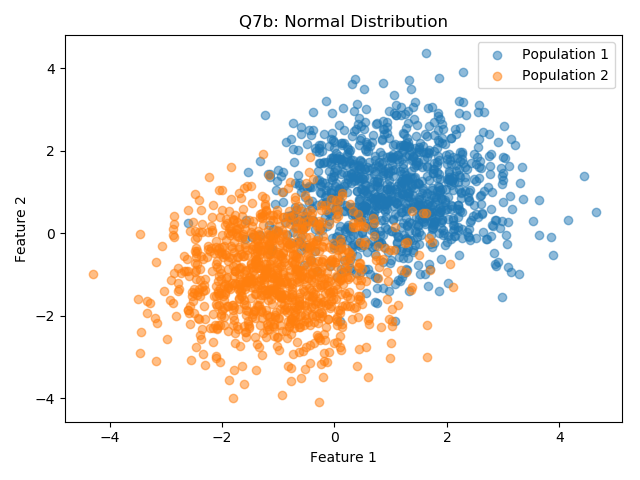 Q7b: Normal Distribution
Population 1
Population 2
4
2
0
−2
−4
Feature 2
−4 −2 0 2 4
Feature 1